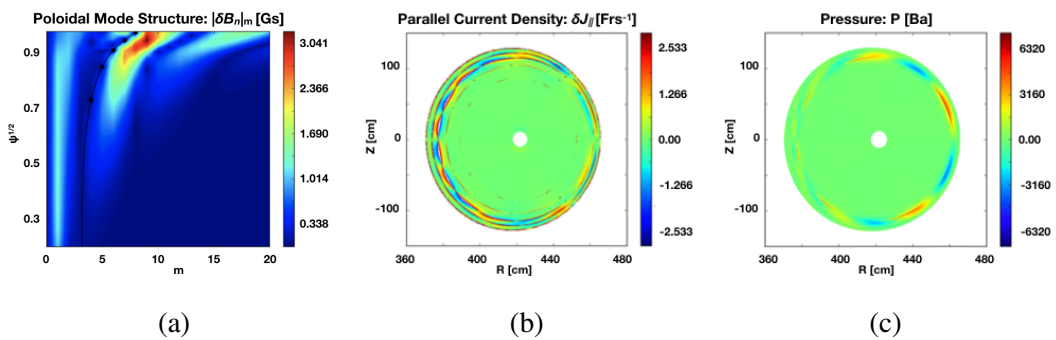 Poloidal Mode Structure: |δBₙ|ₘ [Gs]
0.9
0.7
0.5
0.3
ψ¹/²
0 5 10 15 20
m
3.041
2.366
1.690
1.014
0.338
(a)
Parallel Current Density: δJ∥ [Frs⁻¹]
100
0
-100
Z [cm]
360 400 440 480
R [cm]
2.533
1.266
0.00
-1.266
-2.533
(b)
Pressure: P [Ba]
100
0
-100
Z [cm]
360 400 440 480
R [cm]
6320
3160
0.00
-3160
-6320
(c)